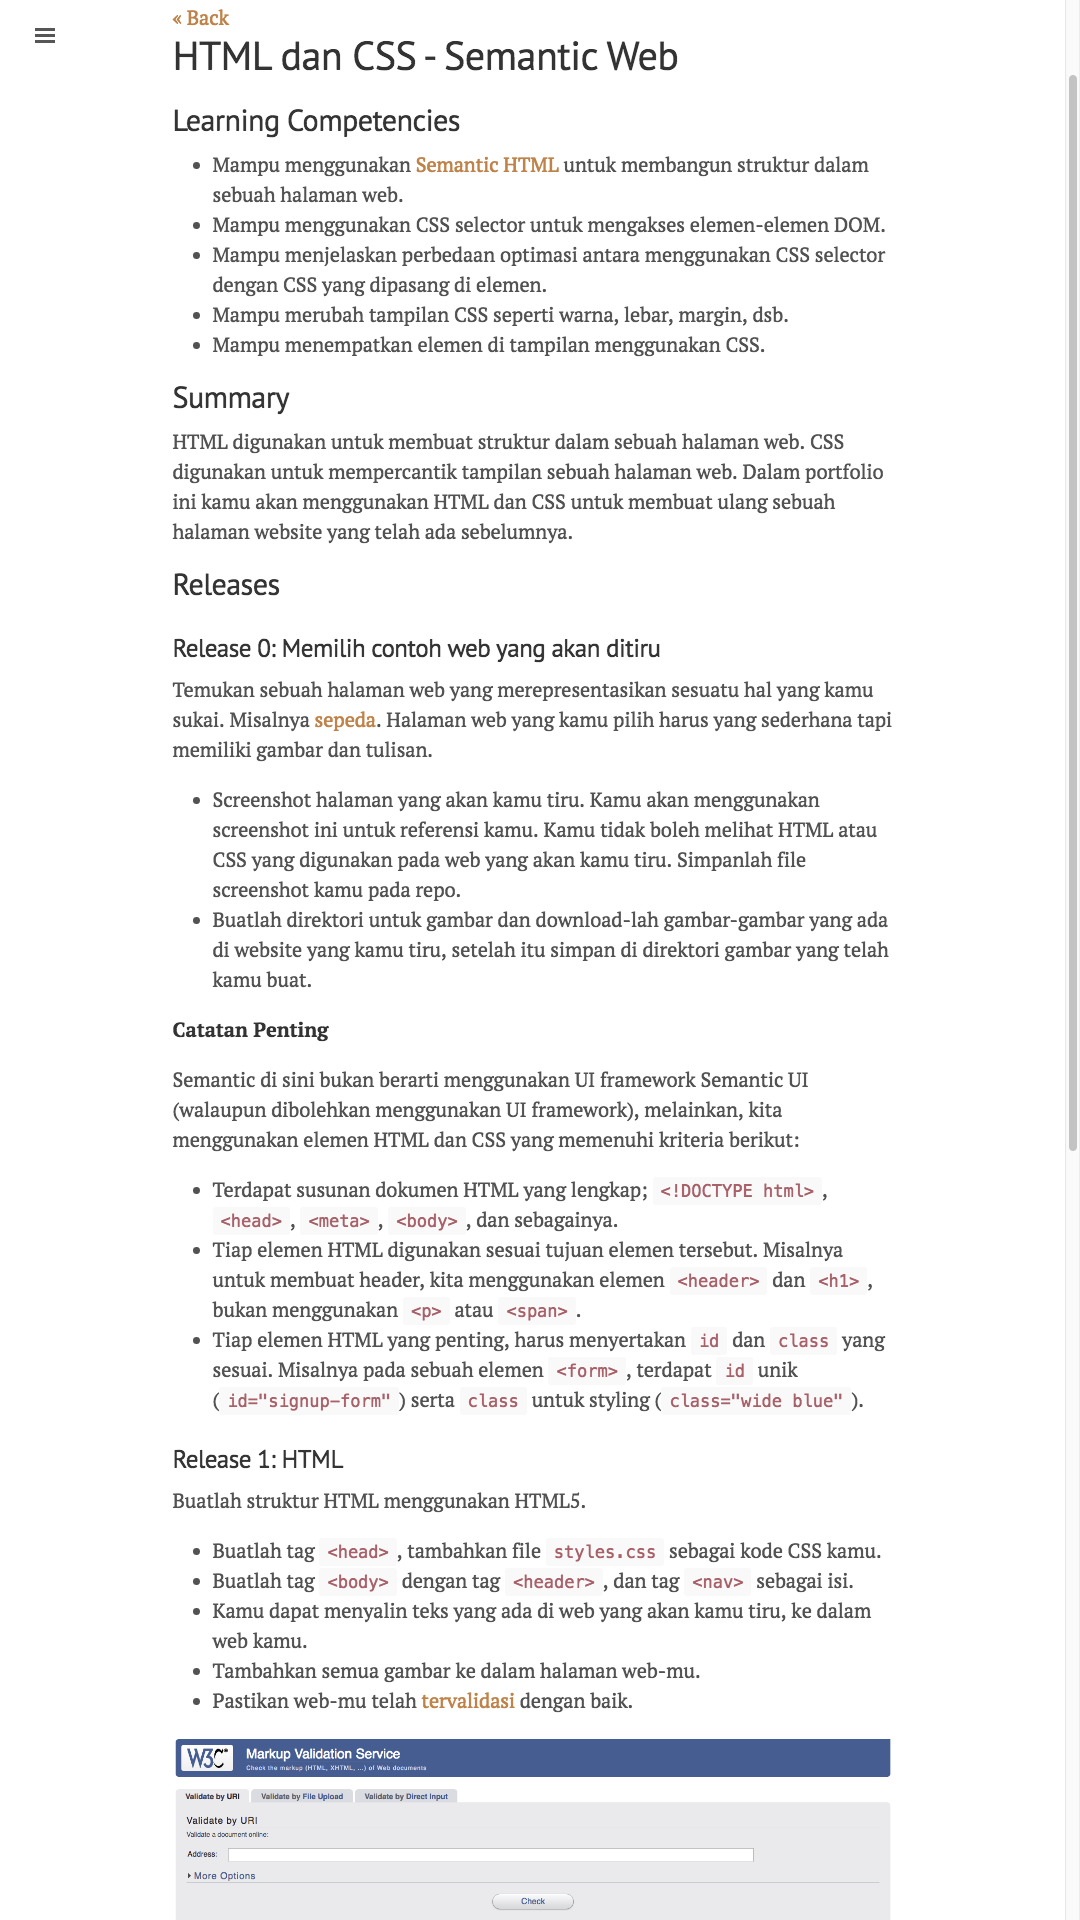 « Back
HTML dan CSS - Semantic Web
Learning Competencies
• Mampu menggunakan Semantic HTML untuk membangun struktur dalam
sebuah halaman web.
• Mampu menggunakan CSS selector untuk mengakses elemen-elemen DOM.
• Mampu menjelaskan perbedaan optimasi antara menggunakan CSS selector
dengan CSS yang dipasang di elemen.
• Mampu merubah tampilan CSS seperti warna, lebar, margin, dsb.
• Mampu menempatkan elemen di tampilan menggunakan CSS.
Summary
HTML digunakan untuk membuat struktur dalam sebuah halaman web. CSS
digunakan untuk mempercantik tampilan sebuah halaman web. Dalam portfolio
ini kamu akan menggunakan HTML dan CSS untuk membuat ulang sebuah
halaman website yang telah ada sebelumnya.
Releases
Release 0: Memilih contoh web yang akan ditiru
Temukan sebuah halaman web yang merepresentasikan sesuatu hal yang kamu
sukai. Misalnya sepeda. Halaman web yang kamu pilih harus yang sederhana tapi
memiliki gambar dan tulisan.
• Screenshot halaman yang akan kamu tiru. Kamu akan menggunakan
screenshot ini untuk referensi kamu. Kamu tidak boleh melihat HTML atau
CSS yang digunakan pada web yang akan kamu tiru. Simpanlah file
screenshot kamu pada repo.
• Buatlah direktori untuk gambar dan download-lah gambar-gambar yang ada
di website yang kamu tiru, setelah itu simpan di direktori gambar yang telah
kamu buat.
Catatan Penting
Semantic di sini bukan berarti menggunakan UI framework Semantic UI
(walaupun dibolehkan menggunakan UI framework), melainkan, kita
menggunakan elemen HTML dan CSS yang memenuhi kriteria berikut:
• Terdapat susunan dokumen HTML yang lengkap; <!DOCTYPE html> ,
<head> , <meta> , <body> , dan sebagainya.
• Tiap elemen HTML digunakan sesuai tujuan elemen tersebut. Misalnya
untuk membuat header, kita menggunakan elemen <header> dan <h1> ,
bukan menggunakan <p> atau <span> .
• Tiap elemen HTML yang penting, harus menyertakan id dan class yang
sesuai. Misalnya pada sebuah elemen <form> , terdapat id unik
( id="signup-form" ) serta class untuk styling ( class="wide blue" ).
Release 1: HTML
Buatlah struktur HTML menggunakan HTML5.
• Buatlah tag <head> , tambahkan file styles.css sebagai kode CSS kamu.
• Buatlah tag <body> dengan tag <header> , dan tag <nav> sebagai isi.
• Kamu dapat menyalin teks yang ada di web yang akan kamu tiru, ke dalam
web kamu.
• Tambahkan semua gambar ke dalam halaman web-mu.
• Pastikan web-mu telah tervalidasi dengan baik.
W3C Markup Validation Service
Check the markup (HTML, XHTML, ...) of Web documents
Validate by URI Validate by File Upload Validate by Direct Input
Validate by URI
Validate a document online:
Address:
More Options
Check